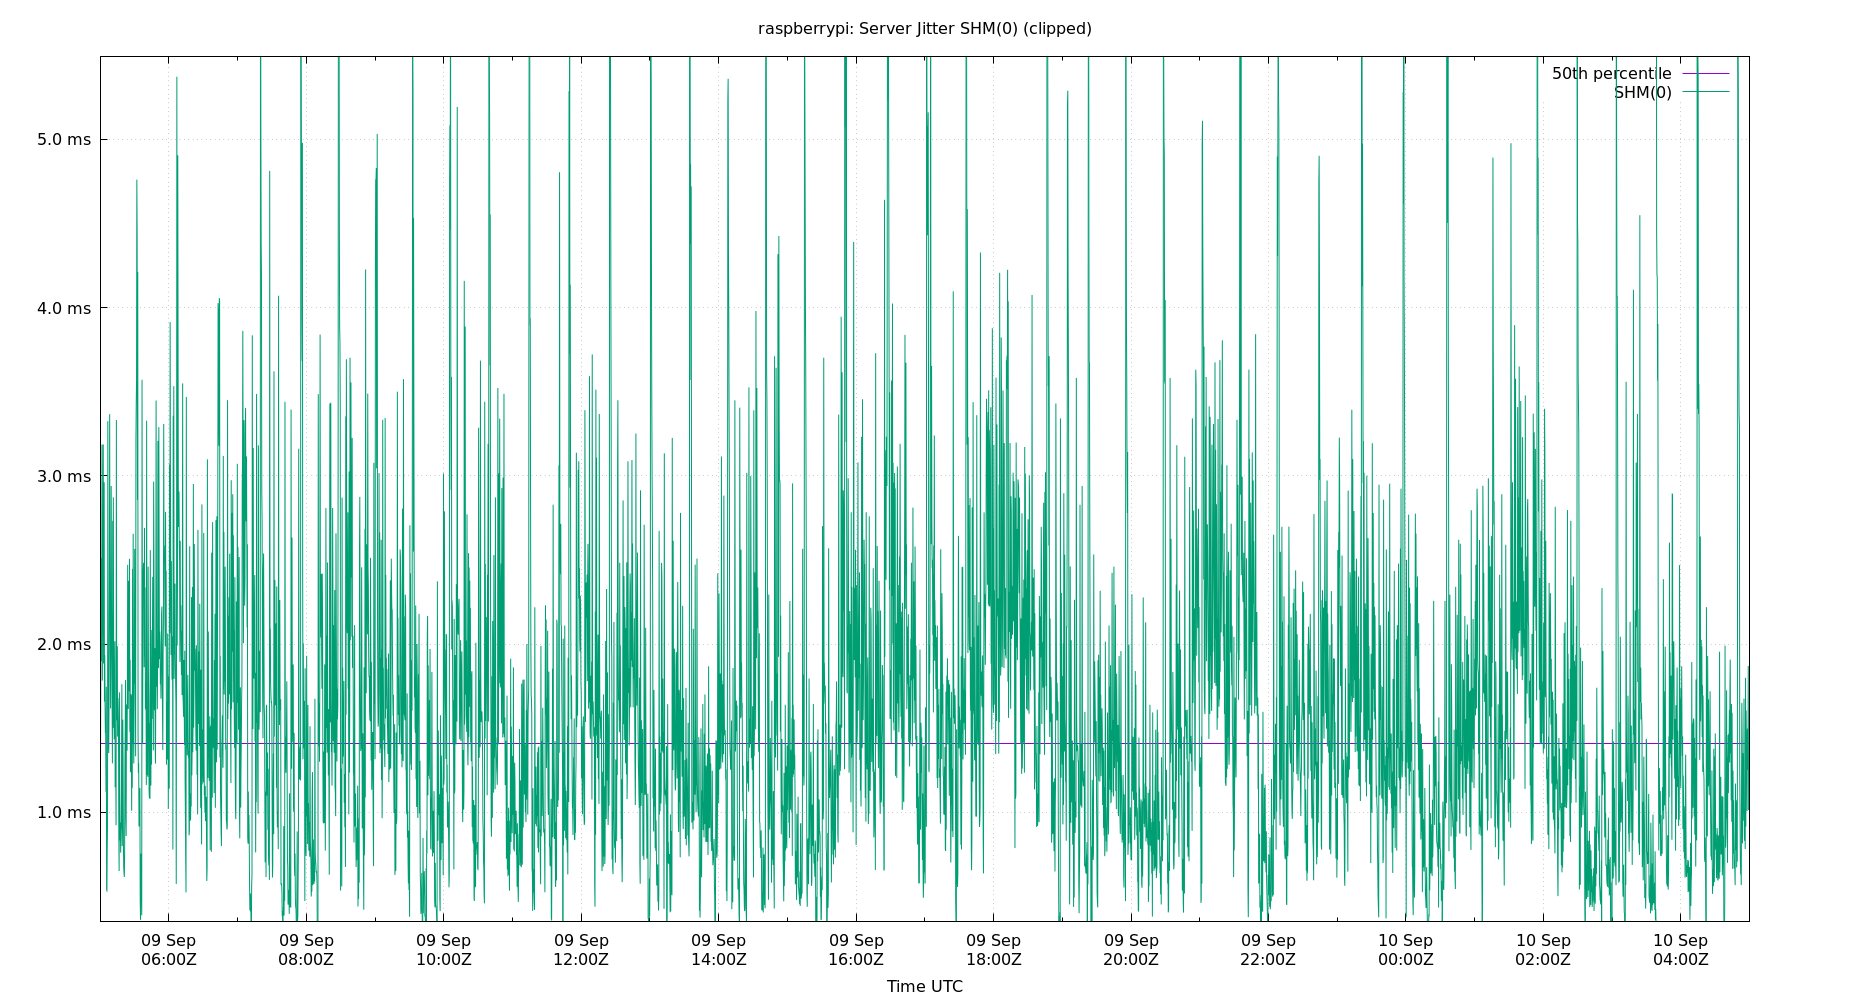 raspberrypi: Server Jitter SHM(0) (clipped)
50th percentile
SHM(0)
5.0 ms
4.0 ms
3.0 ms
2.0 ms
1.0 ms
09 Sep 09 Sep 09 Sep 09 Sep 09 Sep 09 Sep 09 Sep 09 Sep 09 Sep 10 Sep 10 Sep 10 Sep
06:00Z 08:00Z 10:00Z 12:00Z 14:00Z 16:00Z 18:00Z 20:00Z 22:00Z 00:00Z 02:00Z 04:00Z
Time UTC